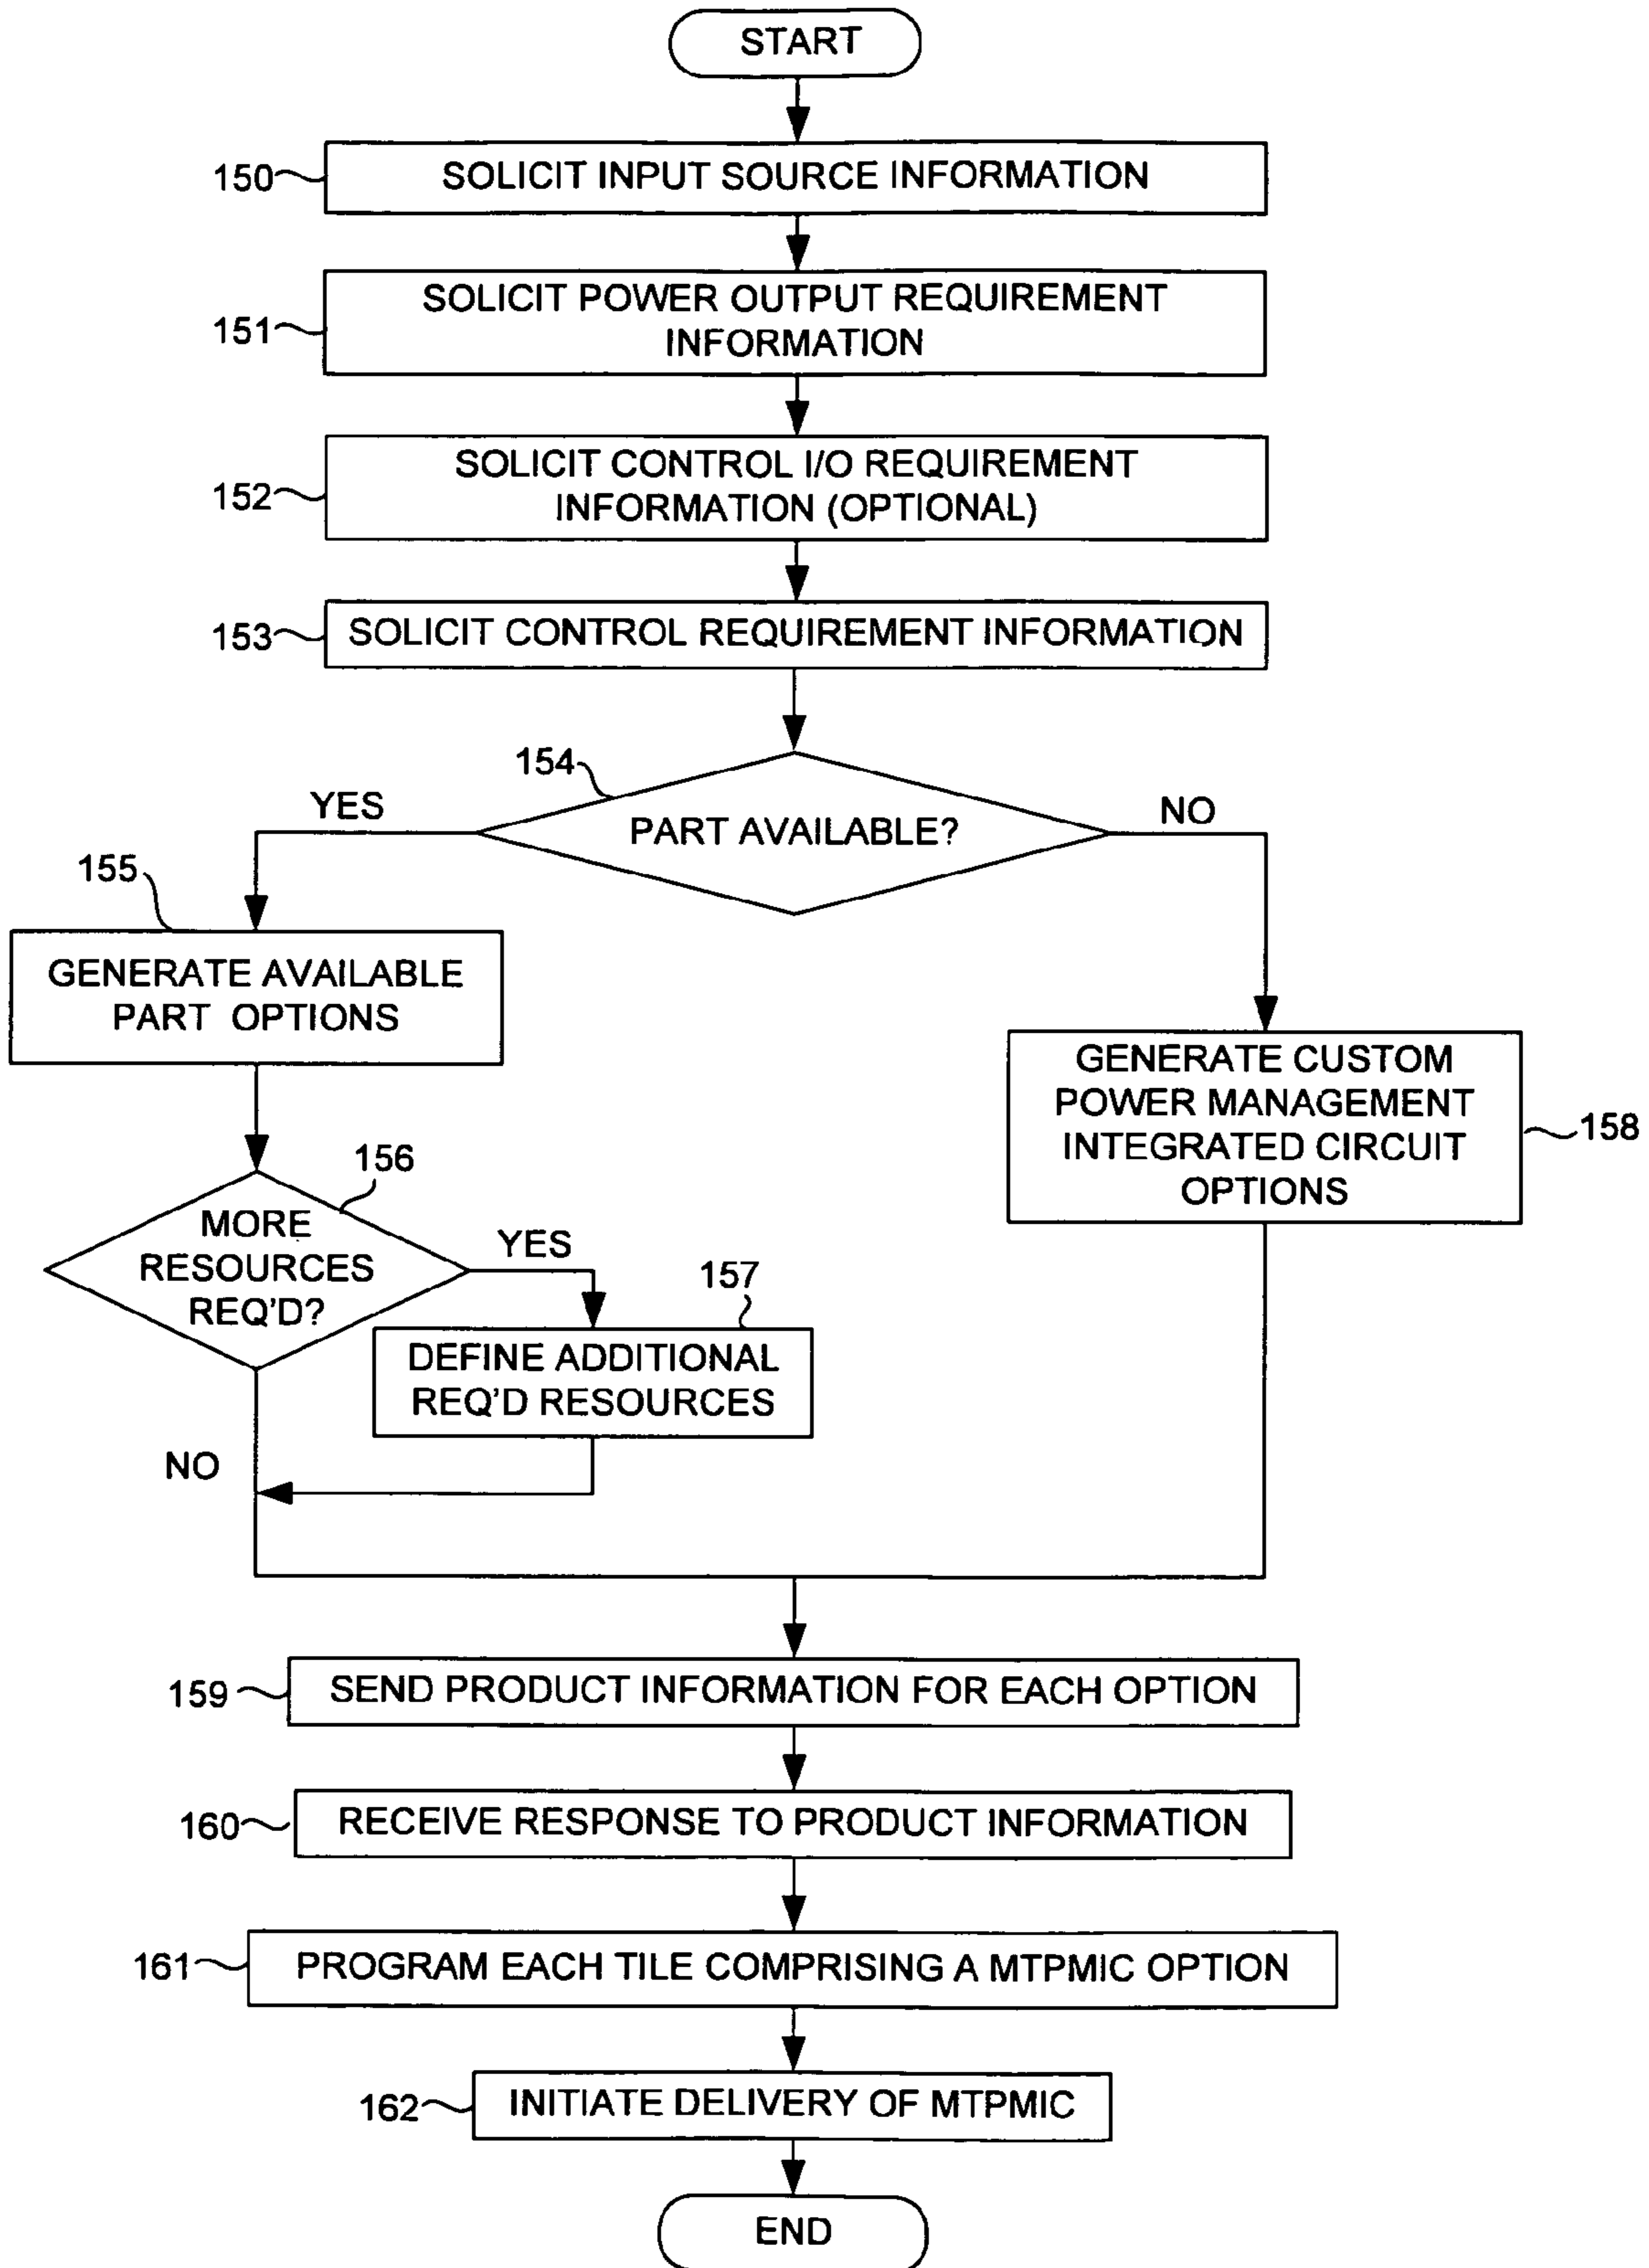 START
150
SOLICIT INPUT SOURCE INFORMATION
151
SOLICIT POWER OUTPUT REQUIREMENT
INFORMATION
152
SOLICIT CONTROL I/O REQUIREMENT
INFORMATION (OPTIONAL)
153
SOLICIT CONTROL REQUIREMENT INFORMATION
154
PART AVAILABLE?
YES
NO
155
GENERATE AVAILABLE
PART OPTIONS
156
MORE
RESOURCES
REQ'D?
YES
157
DEFINE ADDITIONAL
REQ'D RESOURCES
NO
GENERATE CUSTOM
POWER MANAGEMENT
INTEGRATED CIRCUIT
OPTIONS
158
159
SEND PRODUCT INFORMATION FOR EACH OPTION
160
RECEIVE RESPONSE TO PRODUCT INFORMATION
161
PROGRAM EACH TILE COMPRISING A MTPMIC OPTION
162
INITIATE DELIVERY OF MTPMIC
END